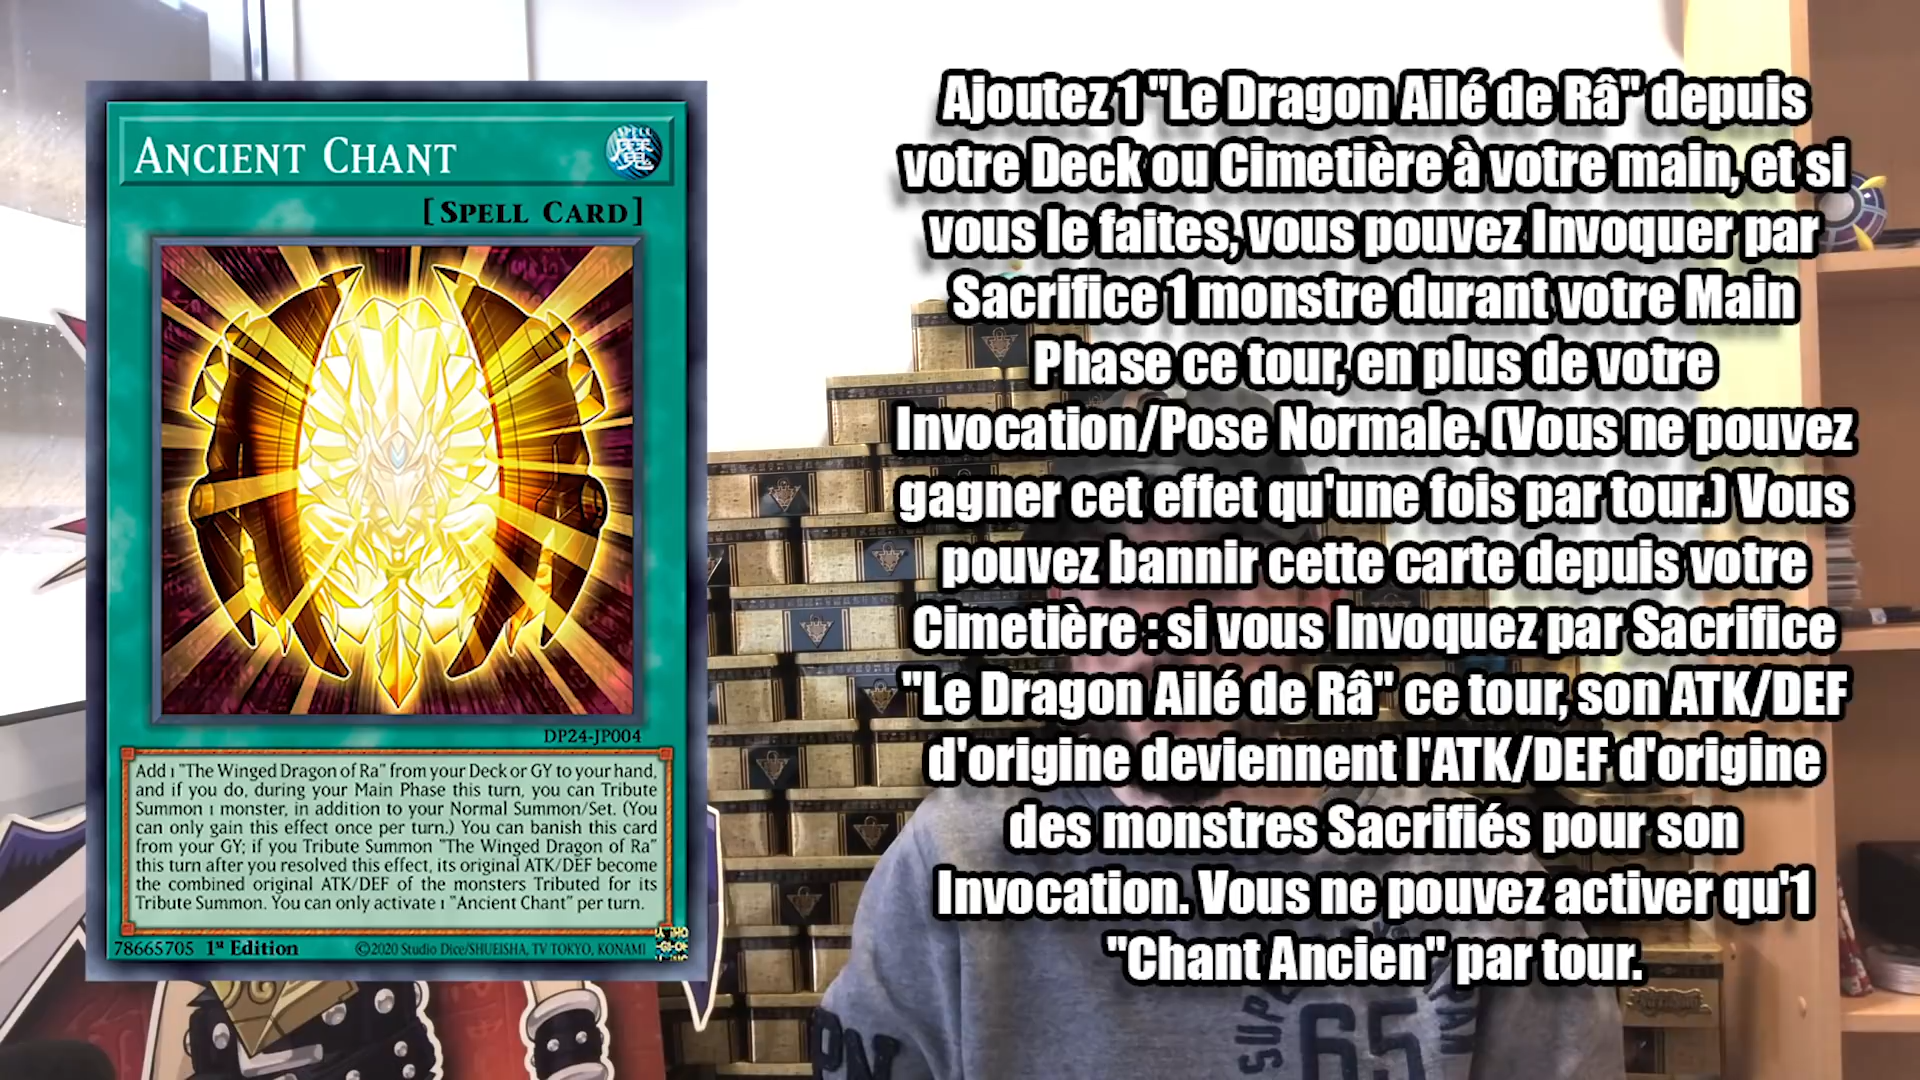 ANCIENT CHANT
SPELL
魔
[SPELL CARD]
DP24-JP004
Add 1 "The Winged Dragon of Ra" from your Deck or GY to your hand,
and if you do, during your Main Phase this turn, you can Tribute
Summon 1 monster, in addition to your Normal Summon/Set. (You
can only gain this effect once per turn.) You can banish this card
from your GY; if you Tribute Summon "The Winged Dragon of Ra"
this turn after you resolved this effect, its original ATK/DEF become
the combined original ATK/DEF of the monsters Tributed for its
Tribute Summon. You can only activate 1 "Ancient Chant" per turn.
78665705 1st Edition ©2020 Studio Dice/SHUEISHA, TV TOKYO, KONAMI
Ajoutez 1 "Le Dragon Ailé de Râ" depuis
votre Deck ou Cimetière à votre main, et si
vous le faites, vous pouvez Invoquer par
Sacrifice 1 monstre durant votre Main
Phase ce tour, en plus de votre
Invocation/Pose Normale. (Vous ne pouvez
gagner cet effet qu'une fois par tour.) Vous
pouvez bannir cette carte depuis votre
Cimetière : si vous Invoquez par Sacrifice
"Le Dragon Ailé de Râ" ce tour, son ATK/DEF
d'origine deviennent l'ATK/DEF d'origine
des monstres Sacrifiés pour son
Invocation. Vous ne pouvez activer qu'1
"Chant Ancien" par tour.
65